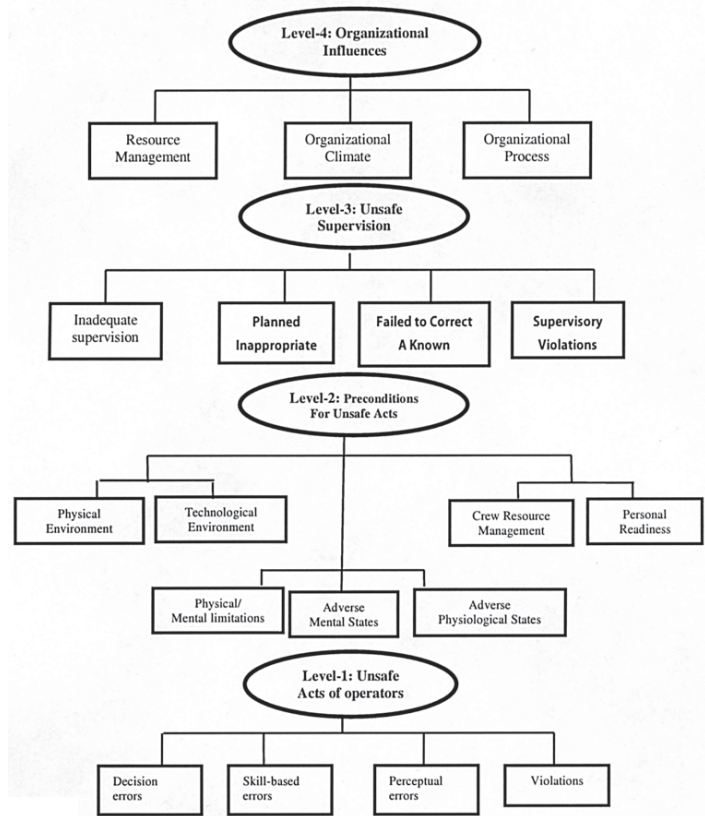 Level-4: Organizational
Influences
Resource
Management
Organizational
Climate
Organizational
Process
Level-3: Unsafe
Supervision
Inadequate
supervision
Planned
Inappropriate
Failed to Correct
A Known
Supervisory
Violations
Level-2: Preconditions
For Unsafe Acts
Physical
Environment
Technological
Environment
Crew Resource
Management
Personal
Readiness
Physical/
Mental limitations
Adverse
Mental States
Adverse
Physiological States
Level-1: Unsafe
Acts of operators
Decision
errors
Skill-based
errors
Perceptual
errors
Violations